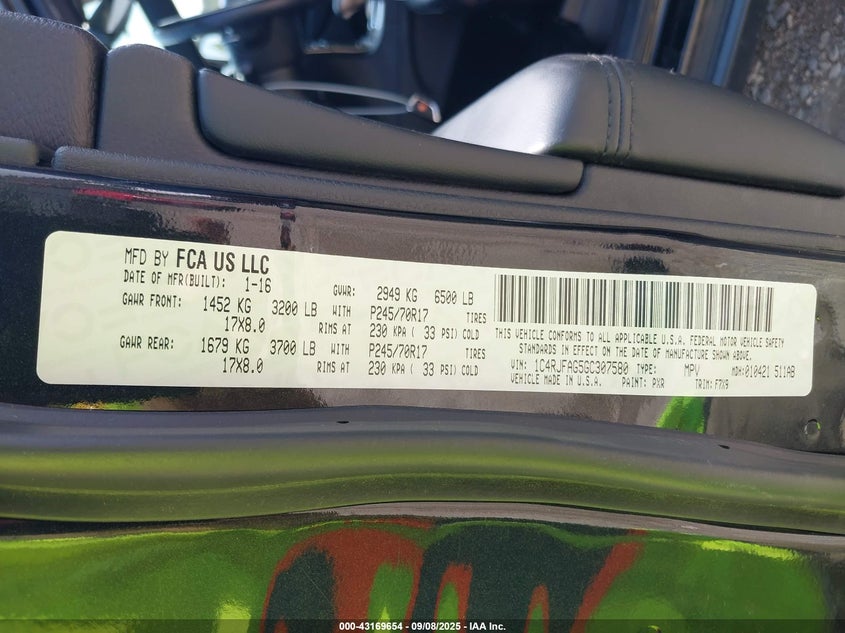 MFD BY FCA US LLC
DATE OF MFR(BUILT): 1-16 GVWR: 2949 KG 6500 LB
GAWR FRONT: 1452 KG 3200 LB WITH P245/70R17 TIRES
17X8.0 RIMS AT 230 KPA ( 33 PSI) COLD
GAWR REAR: 1679 KG 3700 LB WITH P245/70R17 TIRES
17X8.0 RIMS AT 230 KPA ( 33 PSI) COLD
THIS VEHICLE CONFORMS TO ALL APPLICABLE U.S.A. FEDERAL MOTOR VEHICLE SAFETY
STANDARDS IN EFFECT ON THE DATE OF MANUFACTURE SHOWN ABOVE.
VIN: 1C4RJFAG5GC307580 TYPE: MPV MDH: 010421 511AB
VEHICLE MADE IN U.S.A. PAINT: PXR TRIM: F7X9
000-43169654 - 09/08/2025 - IAA Inc.